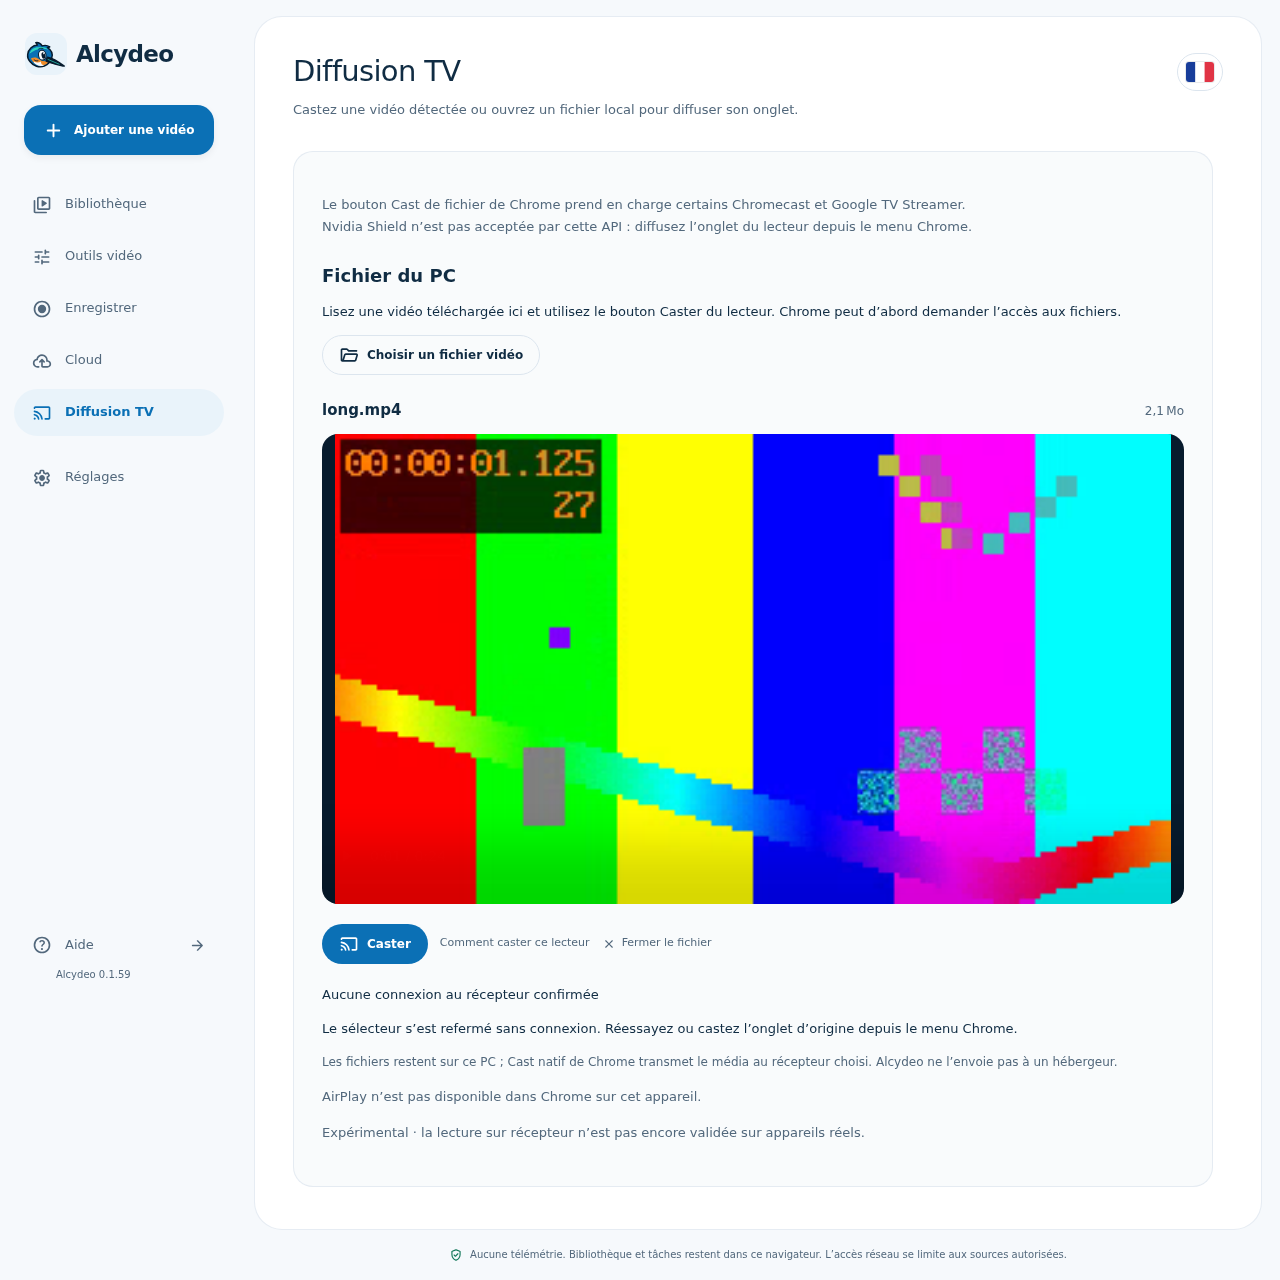 Alcydeo
Ajouter une vidéo
Bibliothèque
Outils vidéo
Enregistrer
Cloud
Diffusion TV
Réglages
Aide
Alcydeo 0.1.59
Diffusion TV
Castez une vidéo détectée ou ouvrez un fichier local pour diffuser son onglet.
Le bouton Cast de fichier de Chrome prend en charge certains Chromecast et Google TV Streamer.
Nvidia Shield n’est pas acceptée par cette API : diffusez l’onglet du lecteur depuis le menu Chrome.
Fichier du PC
Lisez une vidéo téléchargée ici et utilisez le bouton Caster du lecteur. Chrome peut d’abord demander l’accès aux fichiers.
Choisir un fichier vidéo
long.mp4
2,1 Mo
00:00:01.125
27
Caster
Comment caster ce lecteur
Fermer le fichier
Aucune connexion au récepteur confirmée
Le sélecteur s’est refermé sans connexion. Réessayez ou castez l’onglet d’origine depuis le menu Chrome.
Les fichiers restent sur ce PC ; Cast natif de Chrome transmet le média au récepteur choisi. Alcydeo ne l’envoie pas à un hébergeur.
AirPlay n’est pas disponible dans Chrome sur cet appareil.
Expérimental · la lecture sur récepteur n’est pas encore validée sur appareils réels.
Aucune télémétrie. Bibliothèque et tâches restent dans ce navigateur. L’accès réseau se limite aux sources autorisées.